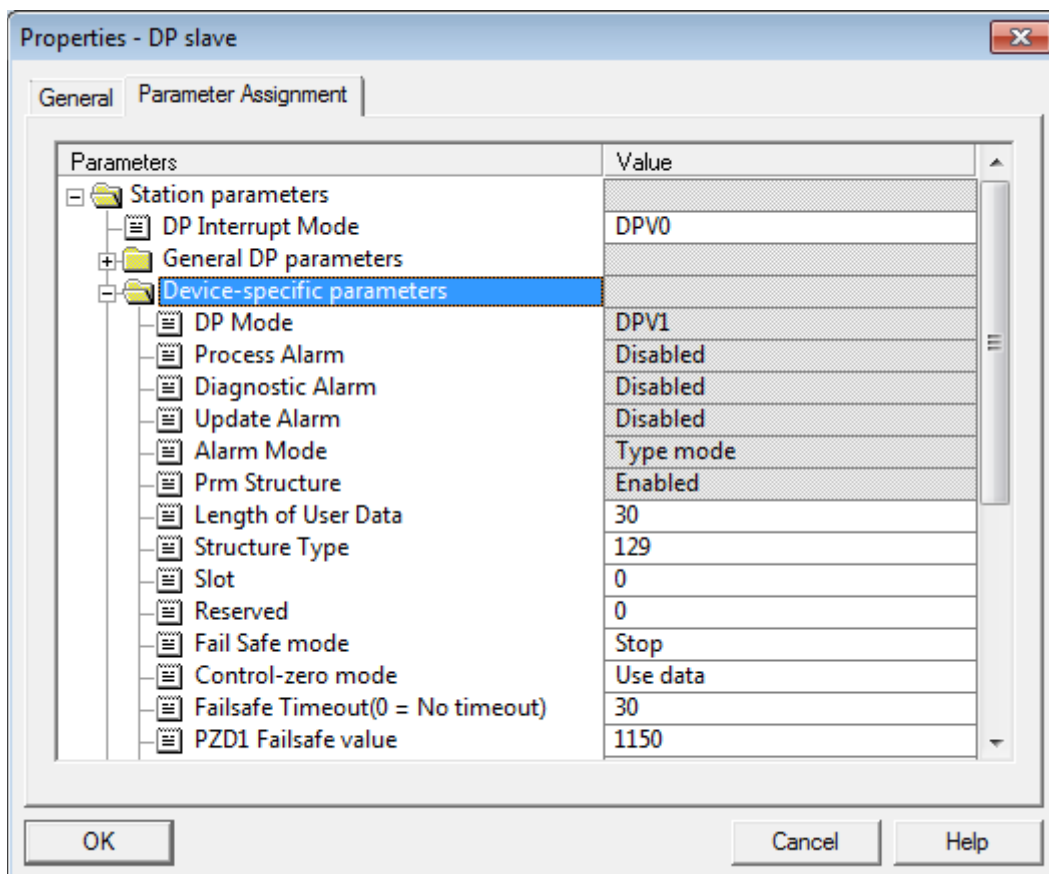 Properties - DP slave
General Parameter Assignment
Parameters Value
Station parameters
DP Interrupt Mode DPV0
General DP parameters
Device-specific parameters
DP Mode DPV1
Process Alarm Disabled
Diagnostic Alarm Disabled
Update Alarm Disabled
Alarm Mode Type mode
Prm Structure Enabled
Length of User Data 30
Structure Type 129
Slot 0
Reserved 0
Fail Safe mode Stop
Control-zero mode Use data
Failsafe Timeout(0 = No timeout) 30
PZD1 Failsafe value 1150
OK Cancel Help